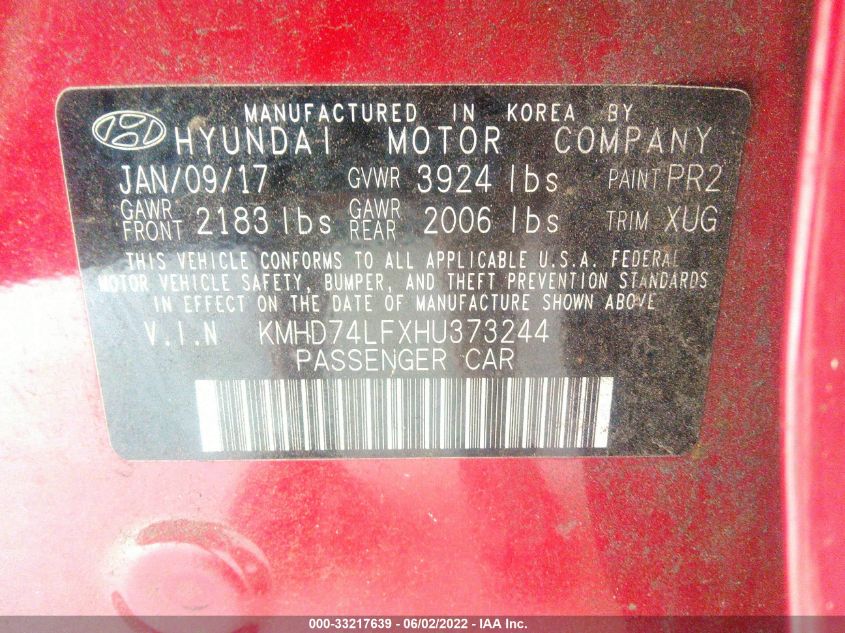 MANUFACTURED IN KOREA BY
HYUNDAI MOTOR COMPANY
JAN/09/17 GVWR 3924 lbs PAINT PR2
GAWR FRONT 2183 lbs GAWR REAR 2006 lbs TRIM XUG
THIS VEHICLE CONFORMS TO ALL APPLICABLE U.S.A. FEDERAL
MOTOR VEHICLE SAFETY, BUMPER, AND THEFT PREVENTION STANDARDS
IN EFFECT ON THE DATE OF MANUFACTURE SHOWN ABOVE
V.I.N KMHD74LFXHU373244
PASSENGER CAR
000-33217639 - 06/02/2022 - IAA Inc.